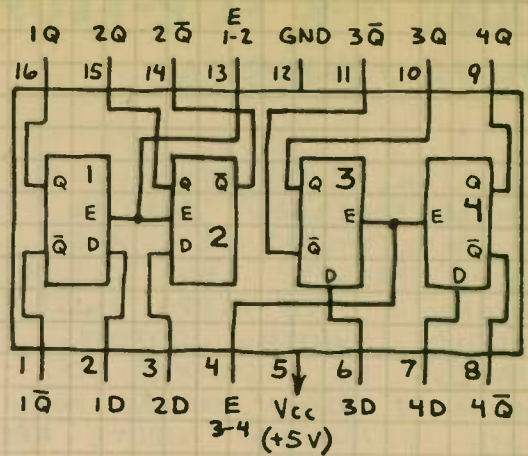 1Q 2Q 2Q̅ E 1-2 GND 3Q̅ 3Q 4Q
16 15 14 13 12 11 10 9
1 Q E Q̅ D
Q Q̅ E D 2
3 Q E Q̅ D
Q E 4 Q̅ D
1 2 3 4 5 6 7 8
1Q̅ 1D 2D E 3-4 Vcc 3D 4D 4Q̅
(+5V)